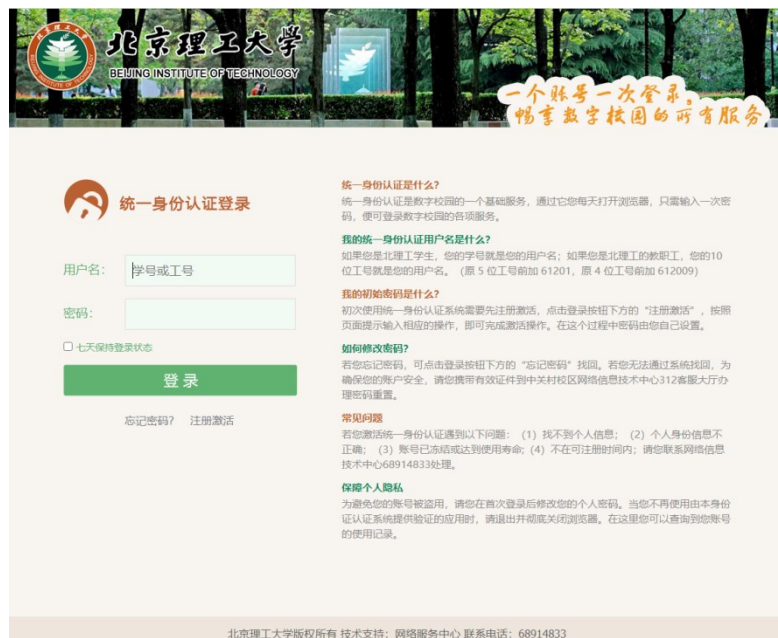 北京理工大学
BEIJING INSTITUTE OF TECHNOLOGY
一个账号一次登录。
畅享数字校园的所有服务
统一身份认证登录
用户名：
学号或工号
密码：
七天保持登录状态
登录
忘记密码? 注册激活
统一身份认证是什么?
统一身份认证是数字校园的一个基础服务，通过它您每天打开浏览器，只需输入一次密
码，便可登录数字校园的各项服务。
我的统一身份认证用户名是什么?
如果您是北理工学生，您的学号就是您的用户名；如果您是北理工的教职工，您的10
位工号就是您的用户名。（原 5 位工号前加 61201，原 4 位工号前加 612009）
我的初始密码是什么?
初次使用统一身份认证系统需要先注册激活，点击登录按钮下方的“注册激活”，按照
页面提示输入相应的操作，即可完成激活操作。在这个过程中密码由您自己设置。
如何修改密码?
若您忘记密码，可点击登录按钮下方的“忘记密码”找回。若您无法通过系统找回，为
确保您的账户安全，请您携带有效证件到中关村校区网络信息技术中心312客服大厅办
理密码重置。
常见问题
若您激活统一身份认证遇到以下问题：（1）找不到个人信息；（2）个人身份信息不
正确；（3）账号已冻结或达到使用寿命;（4）不在可注册时间内；请您联系网络信息
技术中心68914833处理。
保障个人隐私
为避免您的账号被盗用，请您在首次登录后修改您的个人密码。当您不再使用由本身份
证认证系统提供验证的应用时，请退出并彻底关闭浏览器。在这里您可以查询到您账号
的使用记录。
北京理工大学版权所有 技术支持：网络服务中心 联系电话：68914833